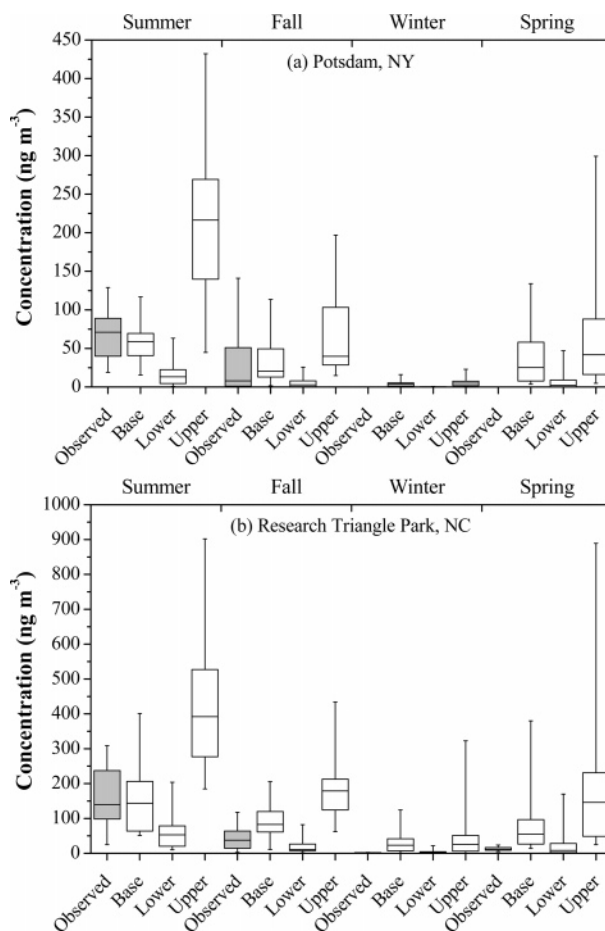 Summer Fall Winter Spring
(a) Potsdam, NY
450
400
350
300
250
200
150
100
50
0
Concentration (ng m-3)
Observed Base Lower Upper Observed Base Lower Upper Observed Base Lower Upper Observed Base Lower Upper
Summer Fall Winter Spring
(b) Research Triangle Park, NC
1000
900
800
700
600
500
400
300
200
100
0
Concentration (ng m-3)
Observed Base Lower Upper Observed Base Lower Upper Observed Base Lower Upper Observed Base Lower Upper